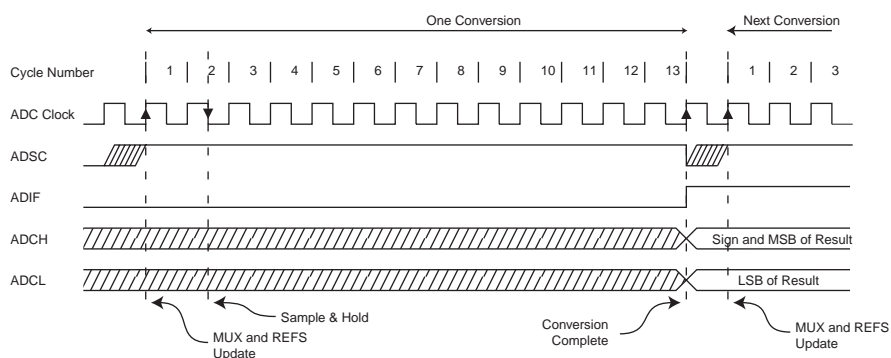 One Conversion
Next Conversion
Cycle Number 1 2 3 4 5 6 7 8 9 10 11 12 13 1 2 3
ADC Clock
ADSC
ADIF
ADCH
Sign and MSB of Result
ADCL
LSB of Result
Sample & Hold
MUX and REFS
Update
Conversion
Complete
MUX and REFS
Update